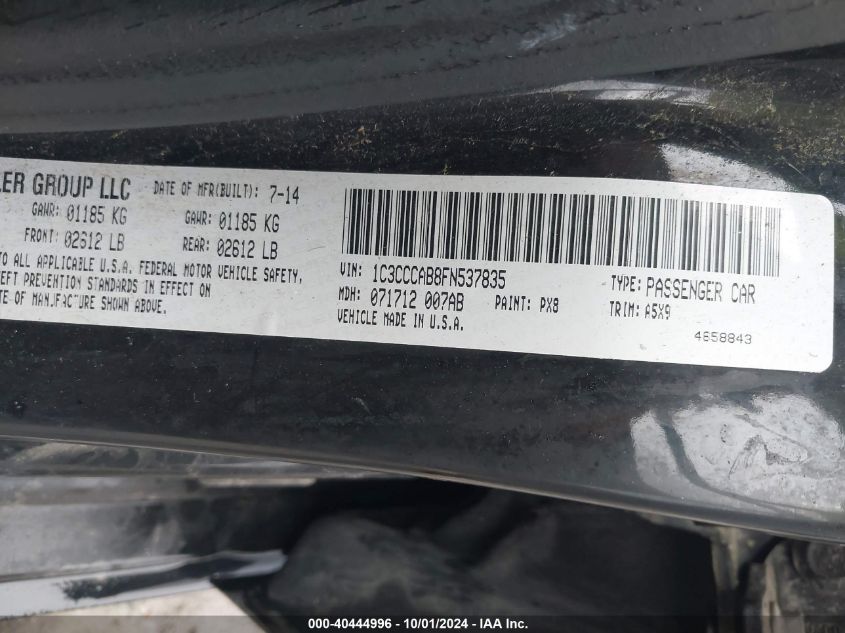 LER GROUP LLC DATE OF MFR(BUILT): 7-14
GAWR: 01185 KG GAWR: 01185 KG
FRONT: 02612 LB REAR: 02612 LB
TO ALL APPLICABLE U.S.A. FEDERAL MOTOR VEHICLE SAFETY,
EFT PREVENTION STANDARDS IN EFFECT ON
TE OF MANUFACTURE SHOWN ABOVE.
VIN: 1C3CCCAB8FN537835 TYPE: PASSENGER CAR
MDH: 071712 007AB PAINT: PX8 TRIM: A5X9
VEHICLE MADE IN U.S.A.
4658843
000-40444996 - 10/01/2024 - IAA Inc.